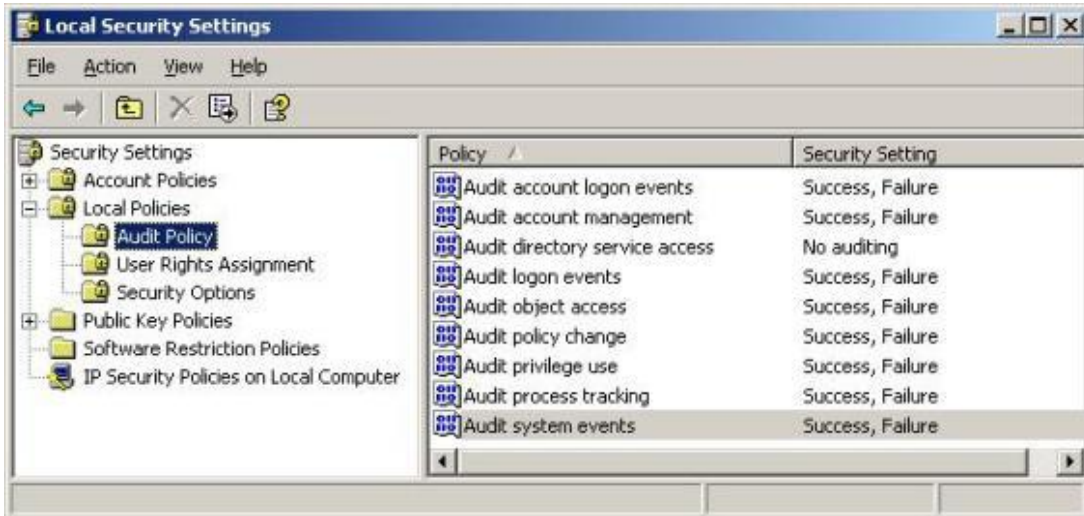 Local Security Settings
File Action View Help
Security Settings
Account Policies
Local Policies
Audit Policy
User Rights Assignment
Security Options
Public Key Policies
Software Restriction Policies
IP Security Policies on Local Computer
Policy Security Setting
Audit account logon events Success, Failure
Audit account management Success, Failure
Audit directory service access No auditing
Audit logon events Success, Failure
Audit object access Success, Failure
Audit policy change Success, Failure
Audit privilege use Success, Failure
Audit process tracking Success, Failure
Audit system events Success, Failure